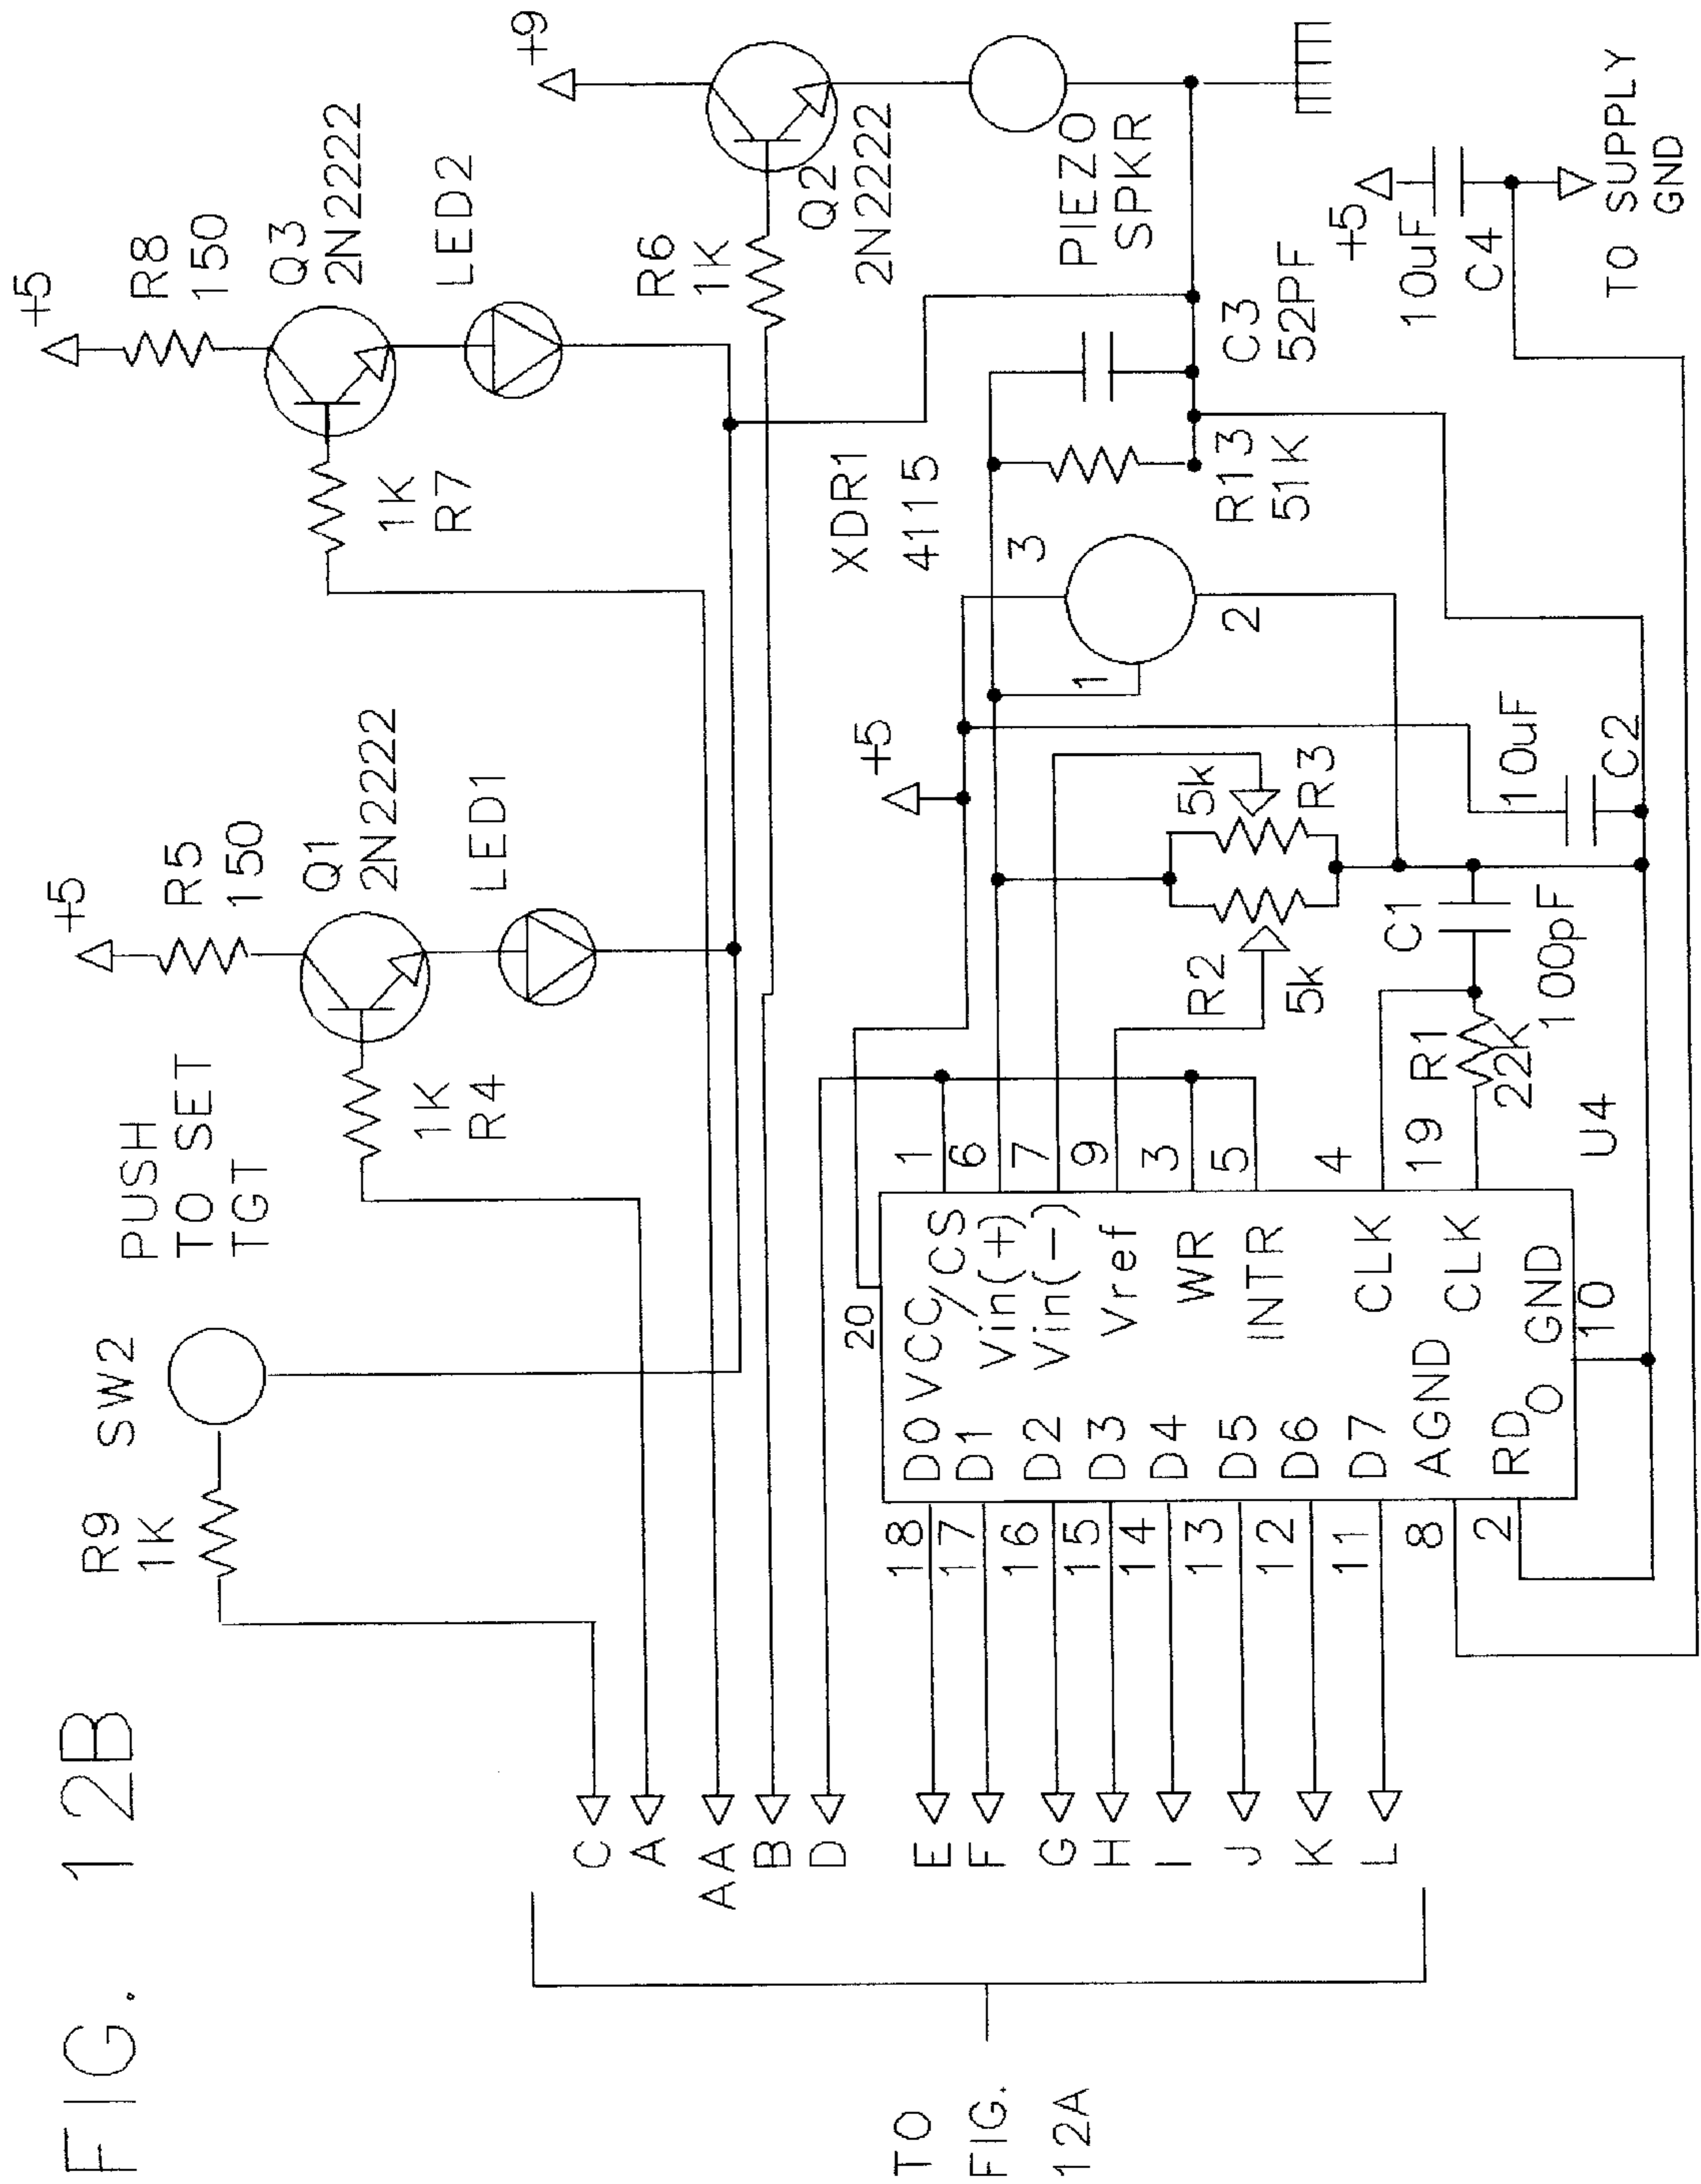 FIG. 12B
TO
FIG.
12A
C
A
AA
B
D
E
F
G
H
I
J
K
L
R9
1K
SW2
PUSH
TO SET
TGT
+5
R5
150
Q1
2N2222
LED1
1K
R4
+5
R8
150
Q3
2N2222
LED2
1K
R7
+9
R6
1K
Q2
2N2222
PIEZO
SPKR
XDR1
4115
3
1
2
C3
52PF
R13
51K
+5
10uF
C4
TO SUPPLY
GND
+5
5k
R3
R2
5k
10uF
C2
C1
100pF
R1
22K
U4
20
1
6
7
9
3
5
4
19
10
VCC
/CS
Vin(+)
Vin(-)
Vref
WR
INTR
CLK
CLK
GND
D0
D1
D2
D3
D4
D5
D6
D7
AGND
RD
O
18
17
16
15
14
13
12
11
8
2